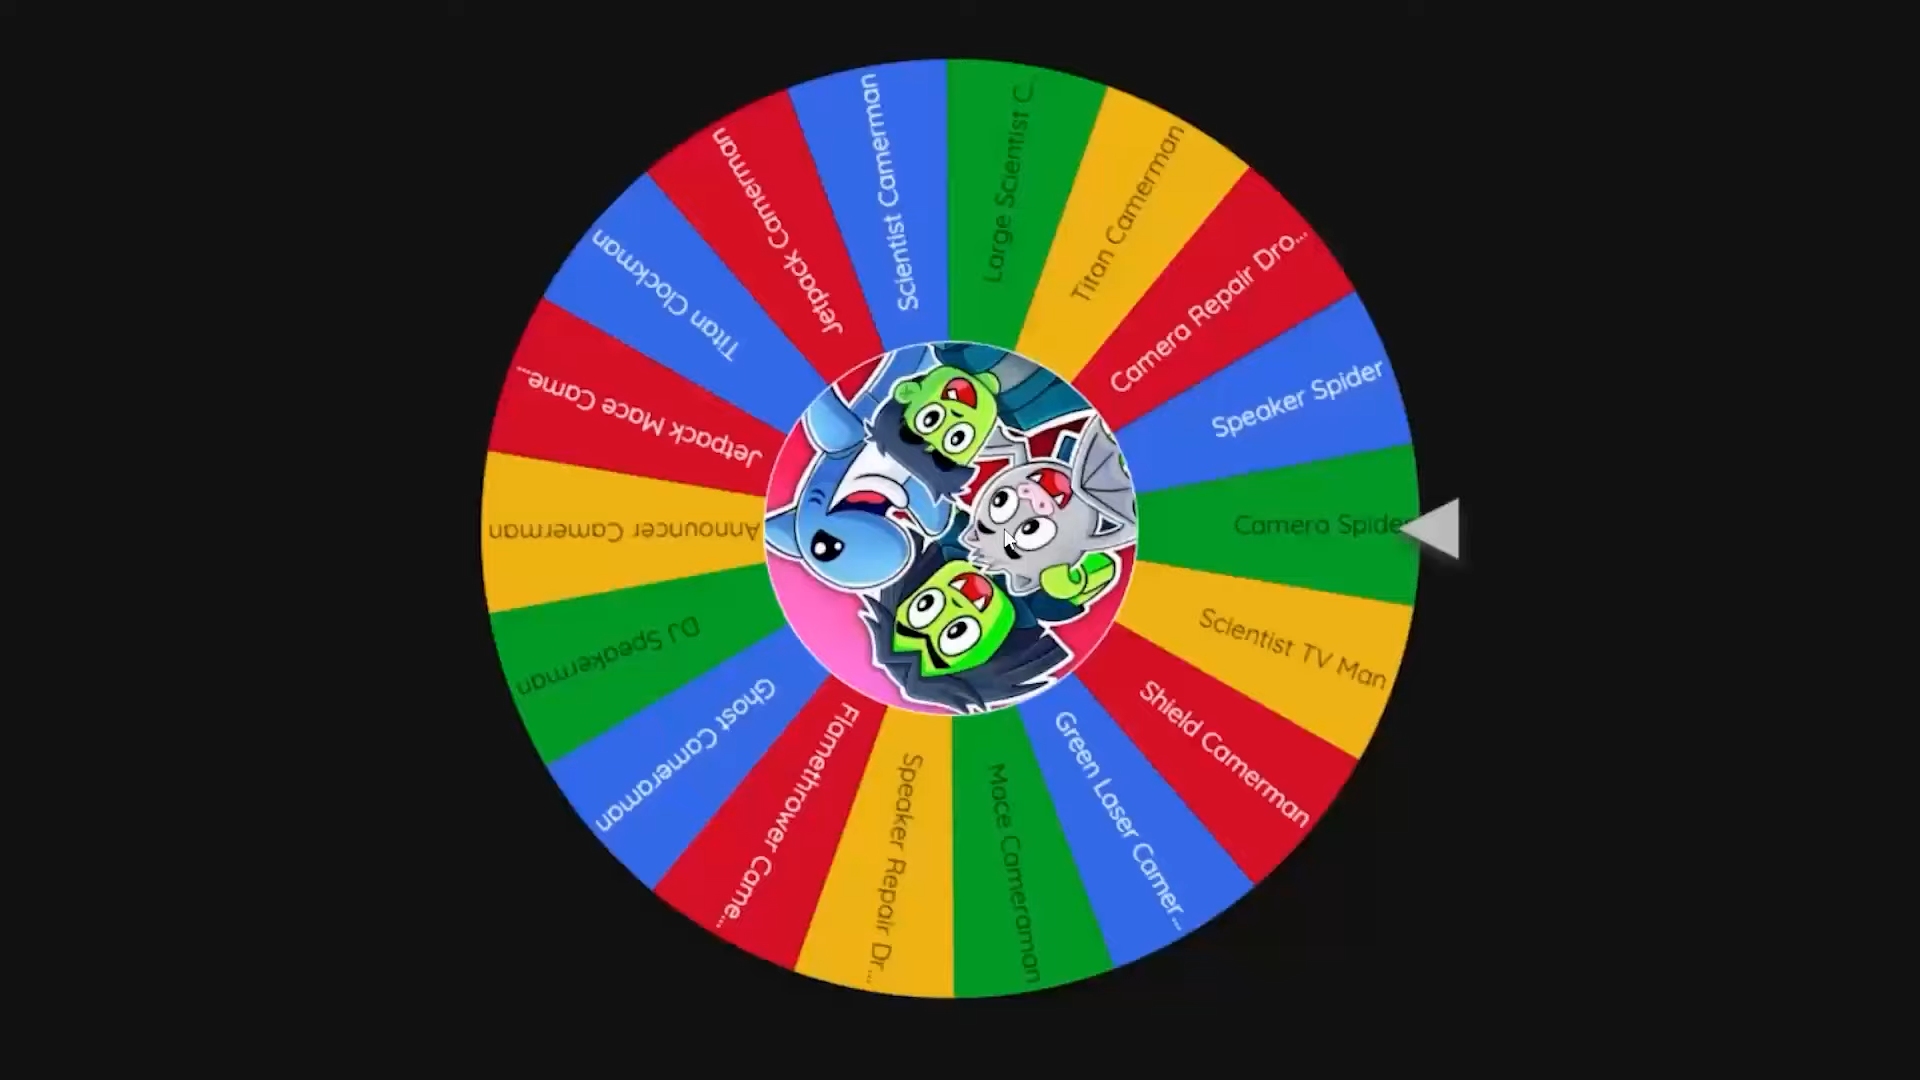 Large Scientist C...
Titan Camerman
Camera Repair Dro...
Speaker Spider
Camera Spider
Scientist TV Man
Shield Camerman
Green Laser Camer...
Mace Cameraman
Speaker Repair Dr...
Flamethrower Came...
Ghost Cameraman
DJ Speakerman
Announcer Camerman
Jetpack Mace Came...
Titan Clockman
Jetpack Camerman
Scientist Camerman